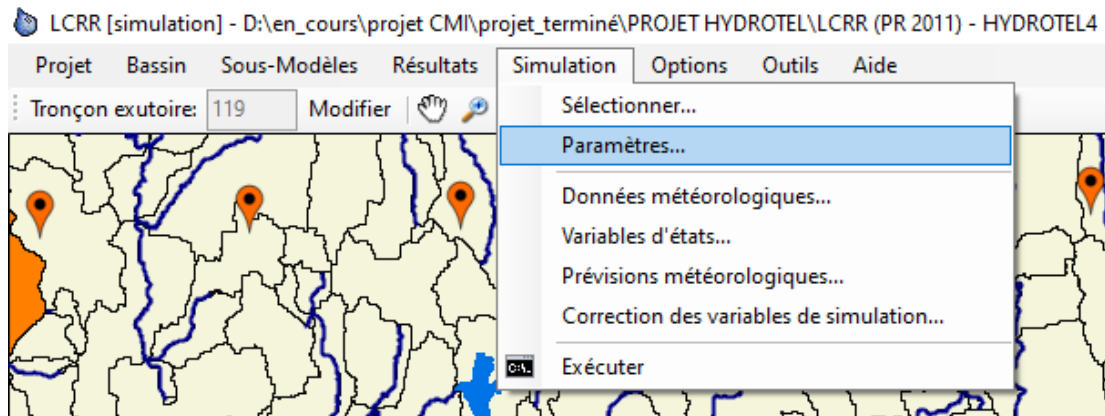 LCRR [simulation] - D:\en_cours\projet CMI\projet_terminé\PROJET HYDROTEL\LCRR (PR 2011) - HYDROTEL4
Projet Bassin Sous-Modèles Résultats Simulation Options Outils Aide
Tronçon exutoire: 119 Modifier
Sélectionner...
Paramètres...
Données météorologiques...
Variables d'états...
Prévisions météorologiques...
Correction des variables de simulation...
C:\_ Exécuter